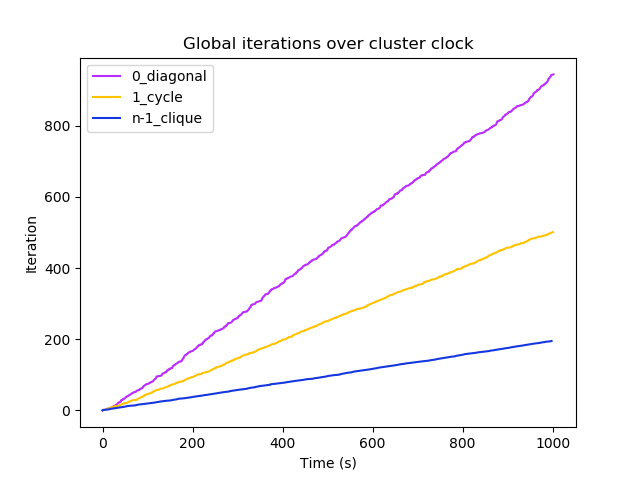 Global iterations over cluster clock
0_diagonal
1_cycle
n-1_clique
Iteration
800
600
400
200
0
0 200 400 600 800 1000
Time (s)